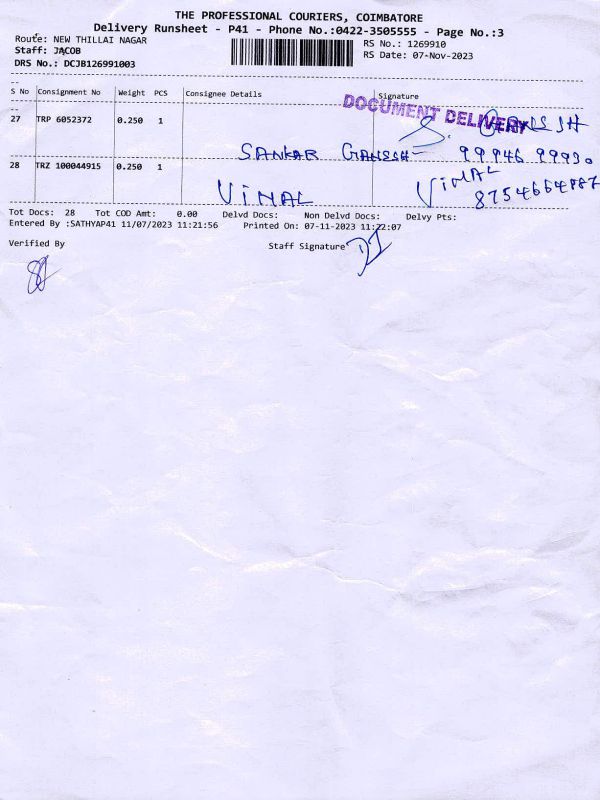 THE PROFESSIONAL COURIERS, COIMBATORE
Delivery Runsheet - P41 - Phone No.:0422-3505555 - Page No.:3
Route: NEW THILLAI NAGAR
RS No.: 1269910
Staff: JACOB
RS Date: 07-Nov-2023
DRS No.: DCJB126991003
S No Consignment No Weight PCS Consignee Details Signature
DOCUMENT DELIVERY
27 TRP 6052372 0.250 1
SANKAR GANESH 99946 99930
28 TRZ 100044915 0.250 1
ViMAL ViMAL
8754664887
Tot Docs: 28 Tot COD Amt: 0.00 Delvd Docs: Non Delvd Docs: Delvy Pts:
Entered By :SATHYAP41 11/07/2023 11:21:56 Printed On: 07-11-2023 11:22:07
Verified By Staff Signature